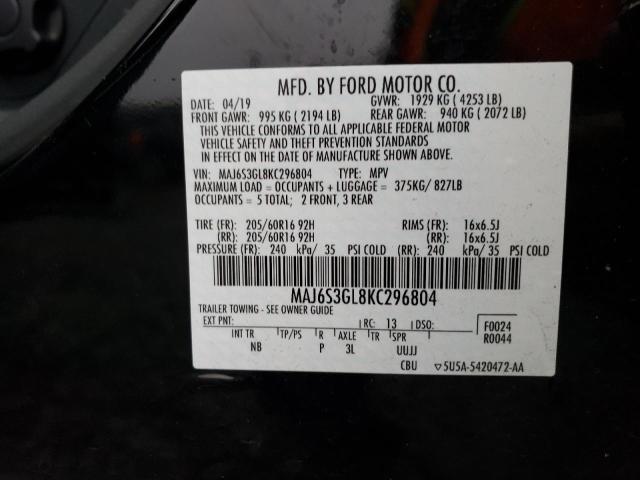 MFD. BY FORD MOTOR CO.
DATE: 04/19 GVWR: 1929 KG ( 4253 LB)
FRONT GAWR: 995 KG ( 2194 LB) REAR GAWR: 940 KG ( 2072 LB)
THIS VEHICLE CONFORMS TO ALL APPLICABLE FEDERAL MOTOR
VEHICLE SAFETY AND THEFT PREVENTION STANDARDS
IN EFFECT ON THE DATE OF MANUFACTURE SHOWN ABOVE.
VIN: MAJ6S3GL8KC296804 TYPE: MPV
MAXIMUM LOAD = OCCUPANTS + LUGGAGE = 375KG/ 827LB
OCCUPANTS = 5 TOTAL; 2 FRONT, 3 REAR
TIRE (FR): 205/60R16 92H RIMS (FR): 16x6.5J
(RR): 205/60R16 92H (RR): 16x6.5J
PRESSURE (FR): 240 kPa/ 35 PSI COLD (RR): 240 kPa/ 35 PSI COLD
MAJ6S3GL8KC296804
TRAILER TOWING - SEE OWNER GUIDE
EXT PNT: RC: 13 DSO: F0024
INT TR TP/PS R AXLE TR SPR R0044
NB P 3L UUJJ
CBU ▽5U5A-5420472-AA